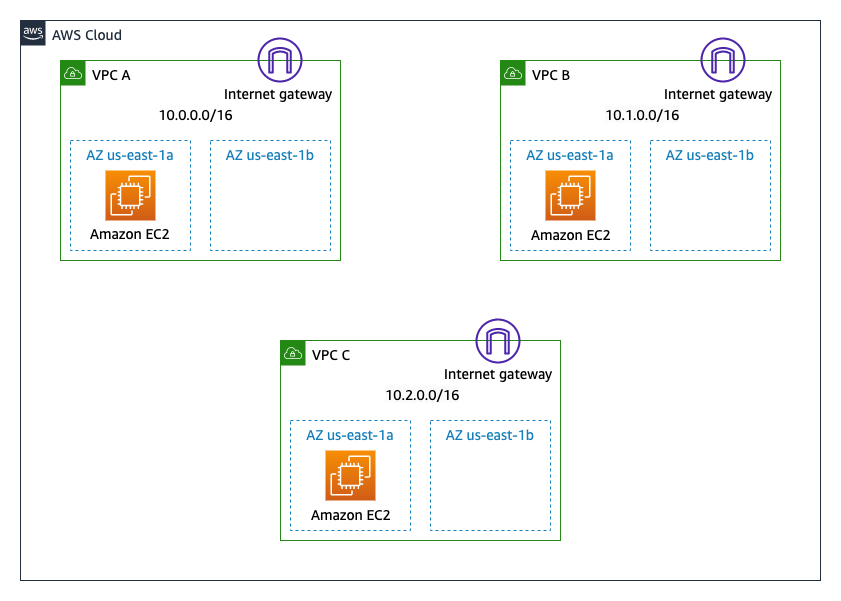 aws
AWS Cloud
VPC A
Internet gateway
10.0.0.0/16
AZ us-east-1a
AZ us-east-1b
Amazon EC2
VPC B
Internet gateway
10.1.0.0/16
AZ us-east-1a
AZ us-east-1b
Amazon EC2
VPC C
Internet gateway
10.2.0.0/16
AZ us-east-1a
AZ us-east-1b
Amazon EC2